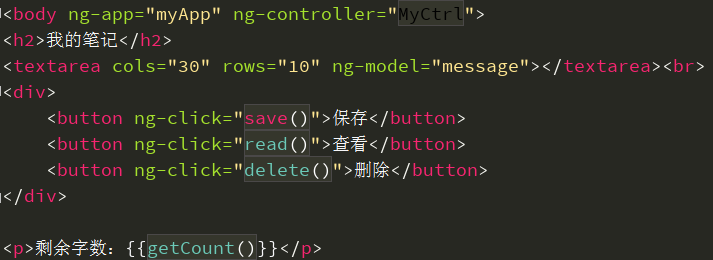 <body ng-app="myApp" ng-controller="MyCtrl">
<h2>我的笔记</h2>
<textarea cols="30" rows="10" ng-model="message"></textarea><br>
<div>
    <button ng-click="save()">保存</button>
    <button ng-click="read()">查看</button>
    <button ng-click="delete()">删除</button>
</div>

<p>剩余字数：{{getCount()}}</p>